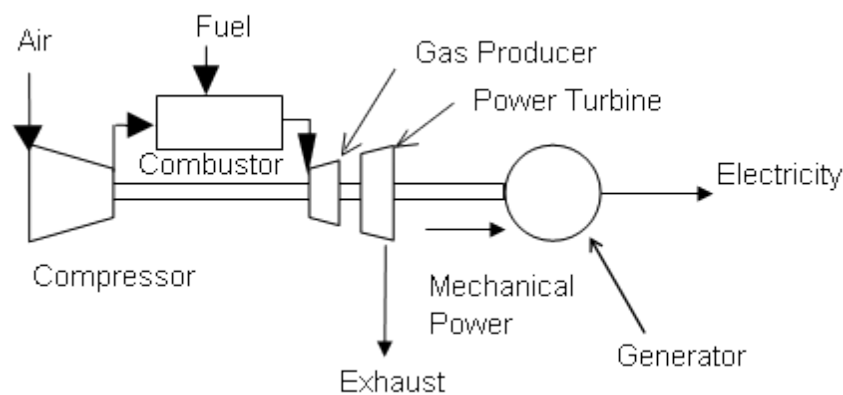 Fuel
Air
Gas Producer
Power Turbine
Combustor
Electricity
Compressor
Mechanical
Power
Generator
Exhaust